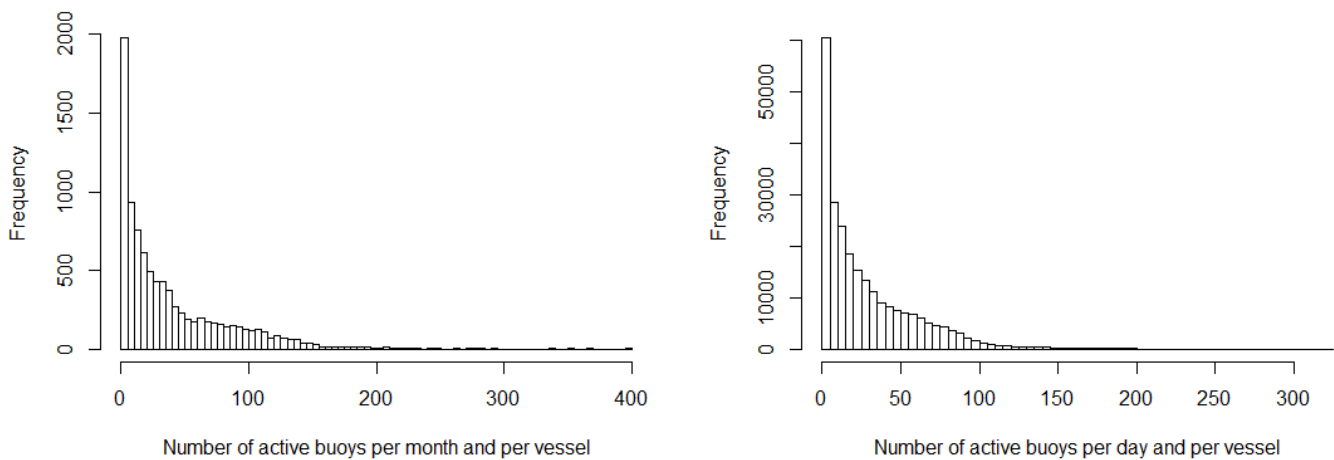 Frequency
2000
1500
1000
500
0
0 100 200 300 400
Number of active buoys per month and per vessel
Frequency
50000
30000
10000
0
0 50 100 150 200 250 300
Number of active buoys per day and per vessel